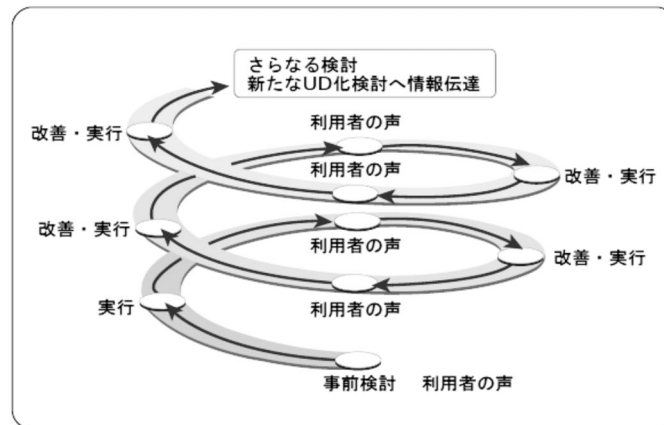 さらなる検討
新たなUD化検討へ情報伝達
利用者の声
改善・実行
利用者の声
改善・実行
改善・実行
利用者の声
改善・実行
実行
利用者の声
事前検討　利用者の声